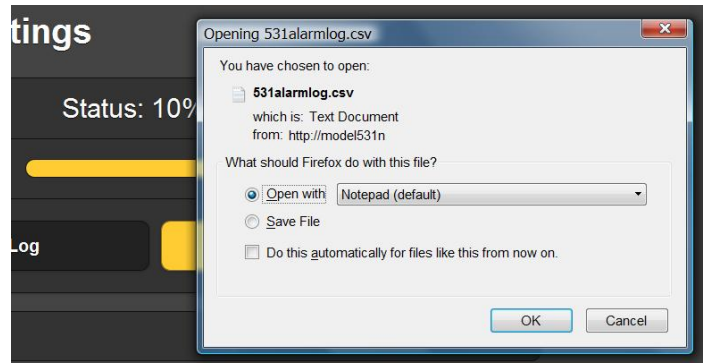 tings
Status: 10%
Log
Opening 531alarmlog.csv
You have chosen to open:
531alarmlog.csv
which is: Text Document
from: http://model531n
What should Firefox do with this file?
Open with
Notepad (default)
Save File
Do this automatically for files like this from now on.
OK
Cancel